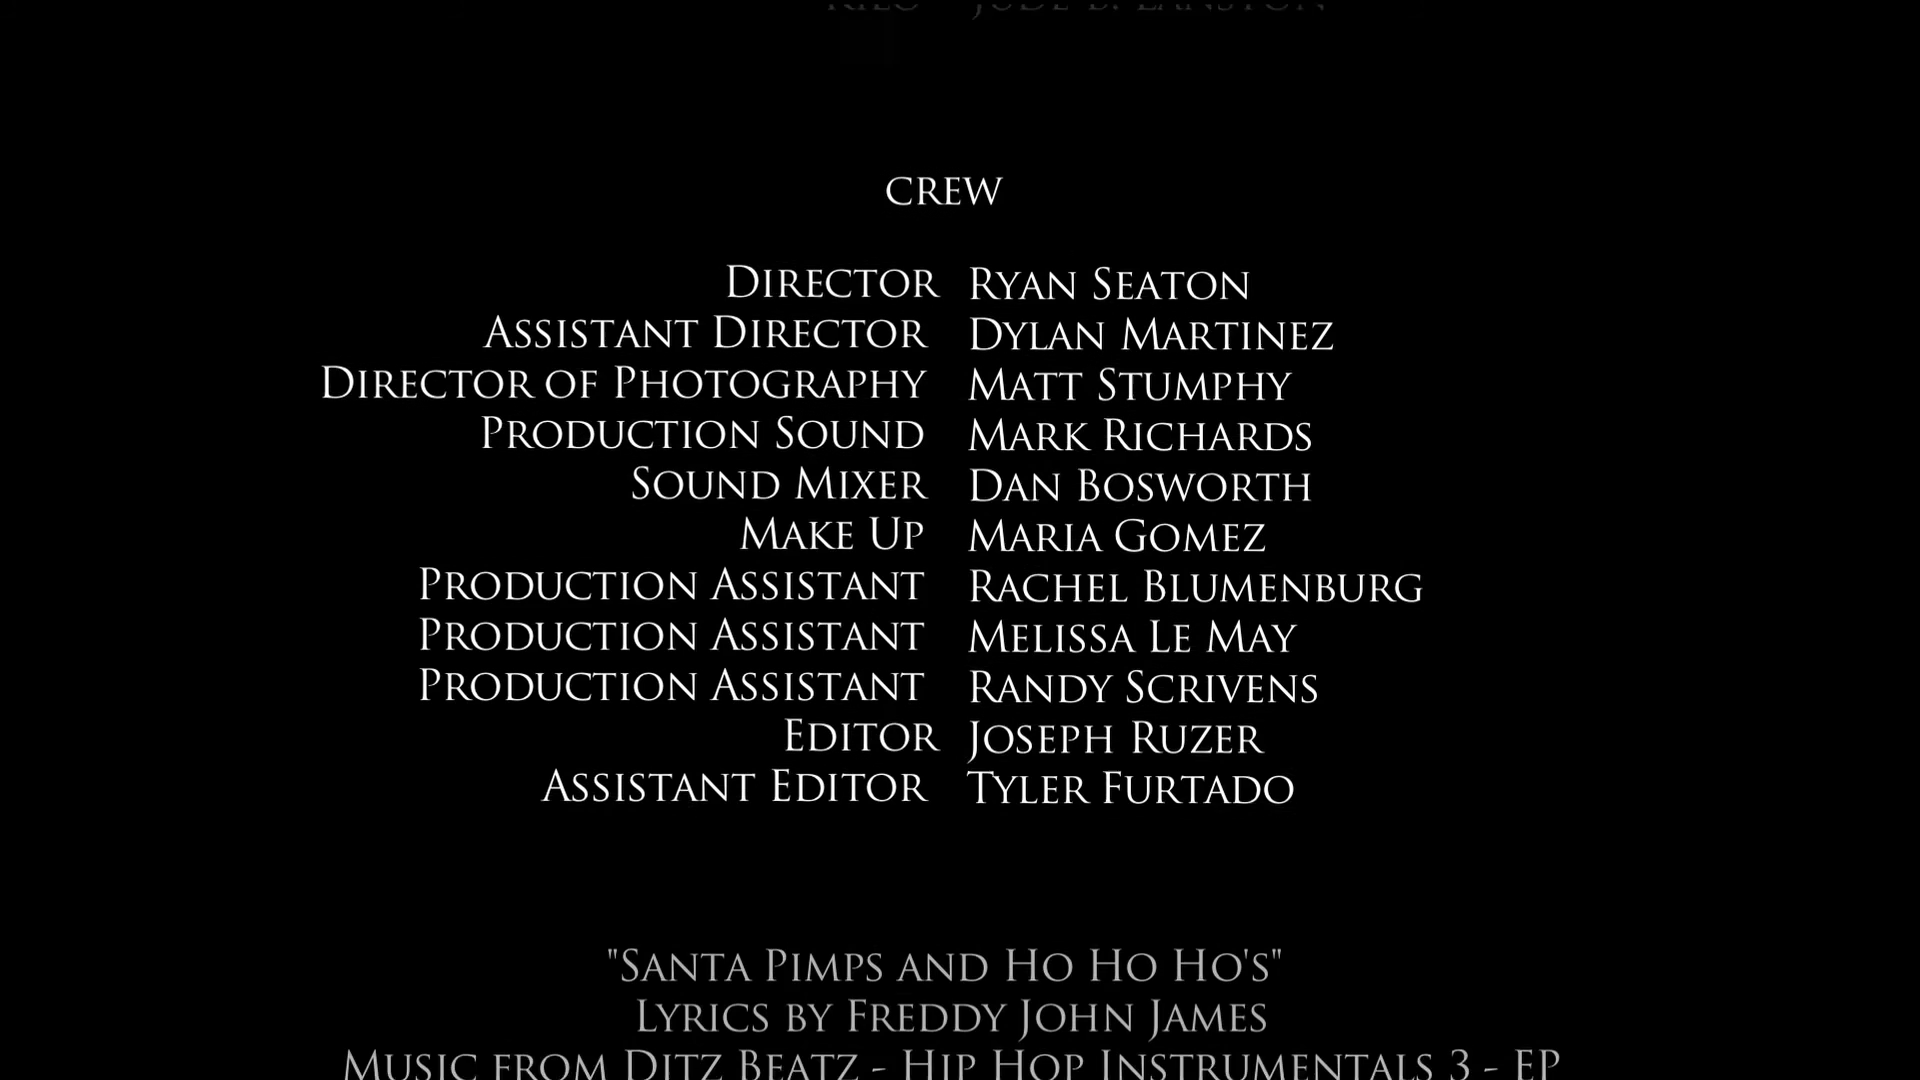 CREW
Director Ryan Seaton
Assistant Director Dylan Martinez
Director of Photography Matt Stumphy
Production Sound Mark Richards
Sound Mixer Dan Bosworth
Make Up Maria Gomez
Production Assistant Rachel Blumenburg
Production Assistant Melissa Le May
Production Assistant Randy Scrivens
Editor Joseph Ruzer
Assistant Editor Tyler Furtado
"Santa Pimps and Ho Ho Ho's"
Lyrics by Freddy John James
Music from Ditz Beatz - Hip Hop Instrumentals 3 - EP